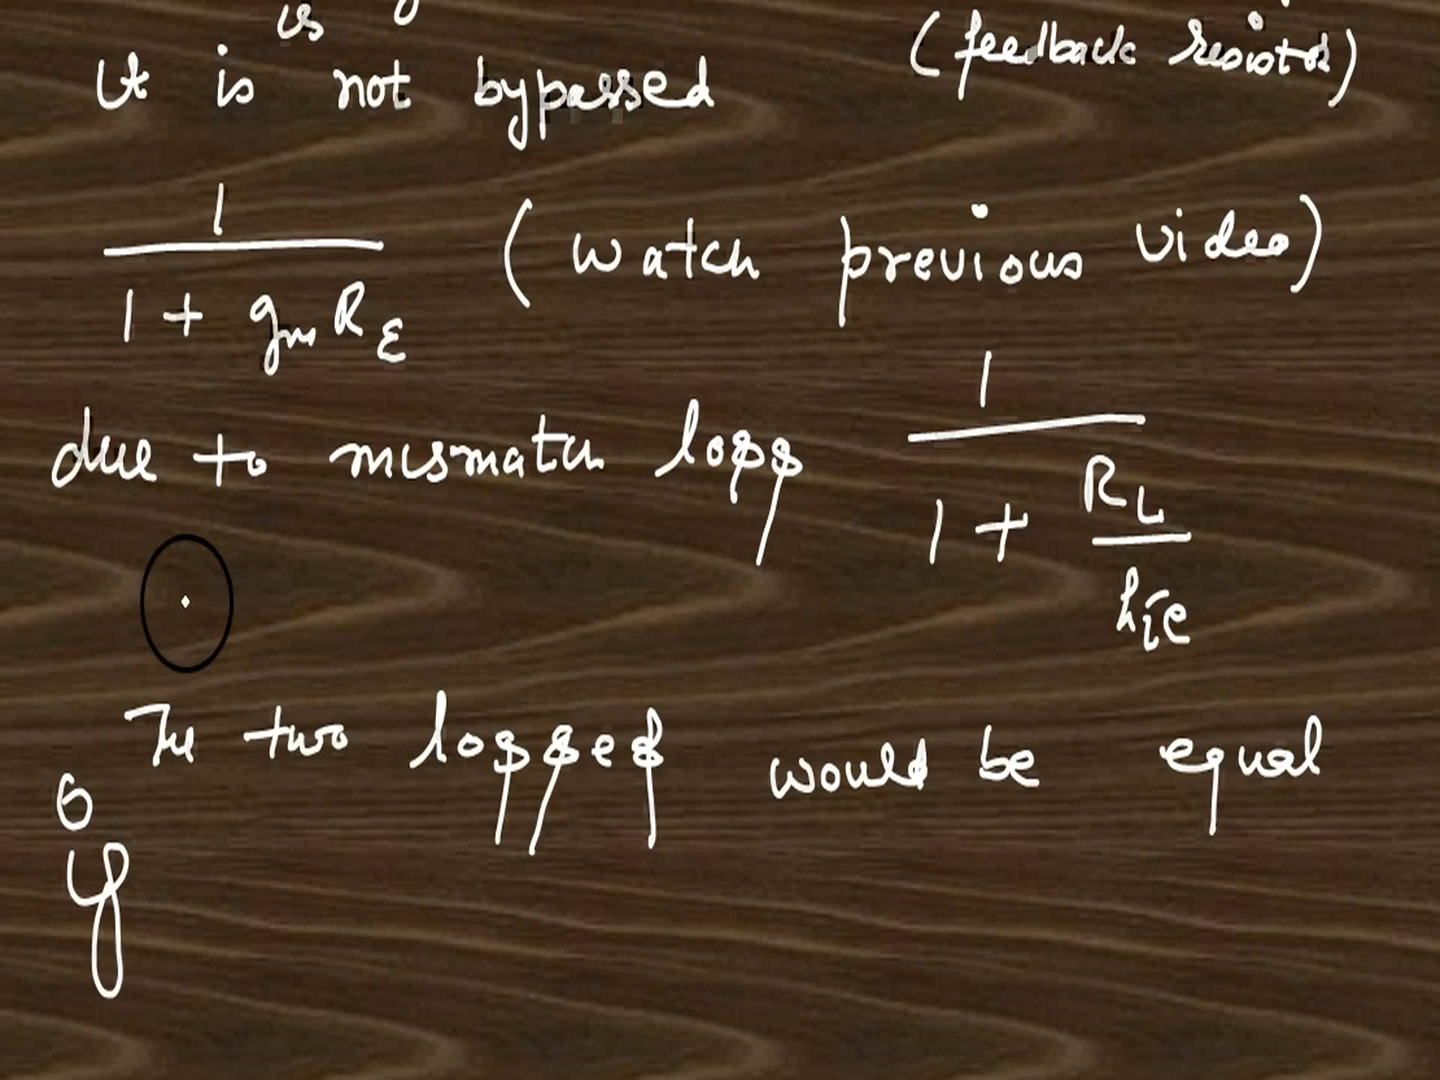 is
it is not bypassed (feedback resistor)
1
1 + gmRE (watch previous video)
due to mismatch loss 1
1 + RL
hie
The two losses would be equal
if